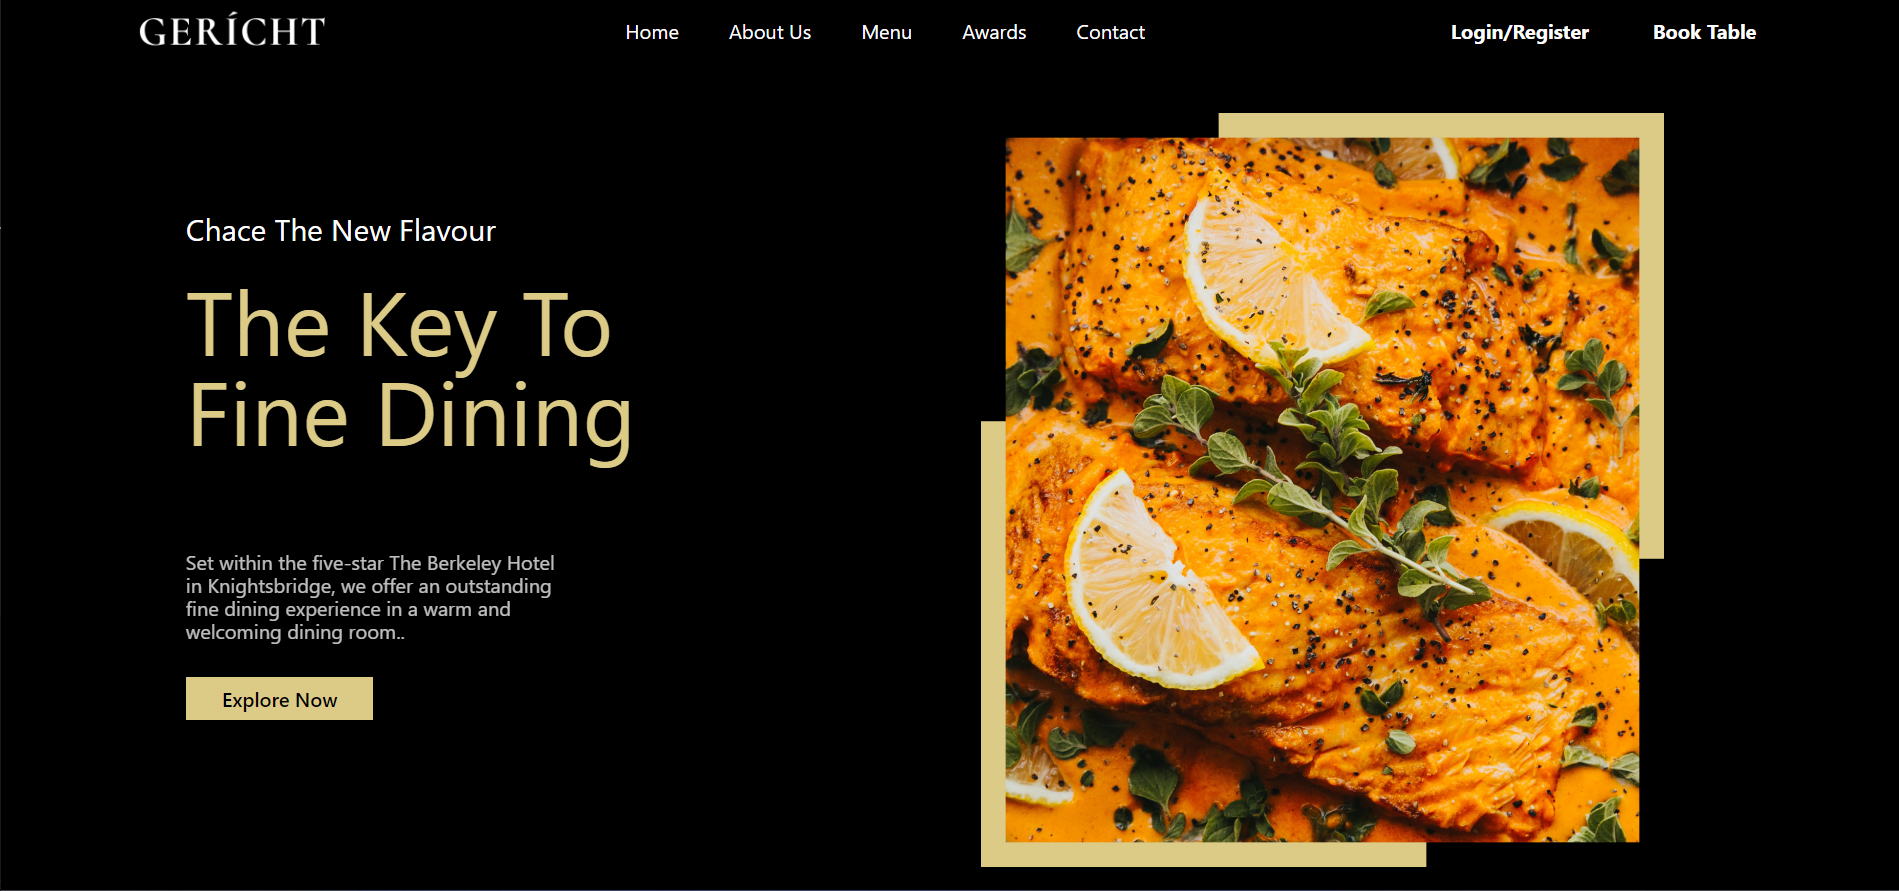 GERÍCHT
Home About Us Menu Awards Contact
Login/Register Book Table
Chace The New Flavour
The Key To
Fine Dining
Set within the five-star The Berkeley Hotel
in Knightsbridge, we offer an outstanding
fine dining experience in a warm and
welcoming dining room..
Explore Now